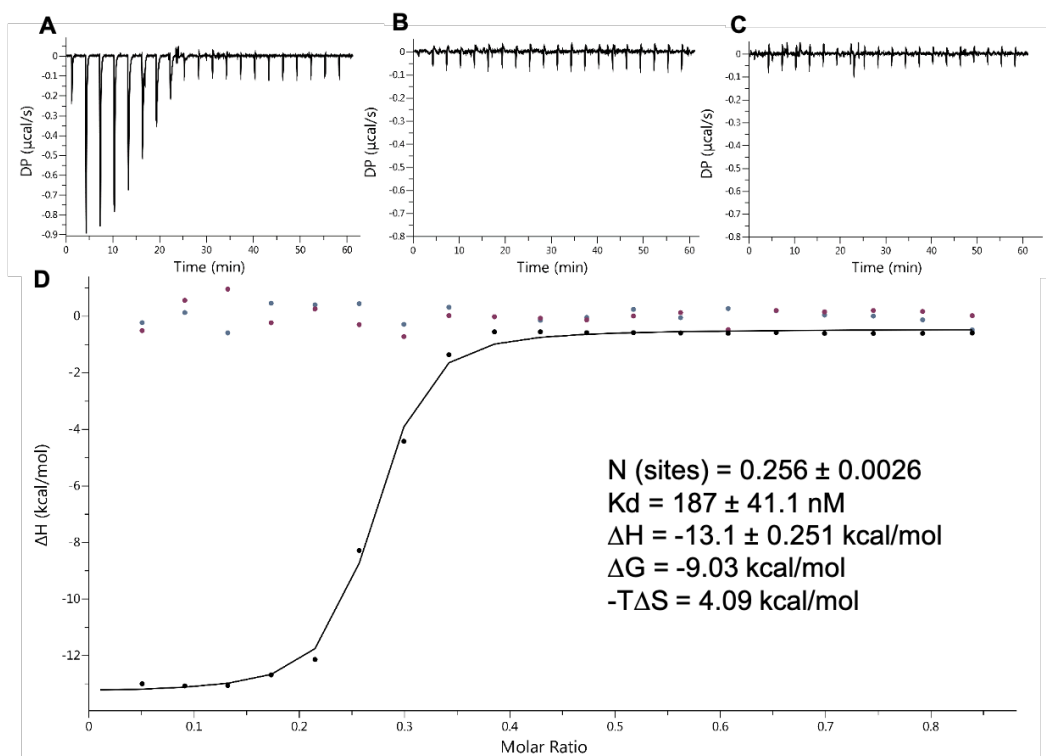 A
B
C
0
-0.1
-0.2
-0.3
-0.4
-0.5
-0.6
-0.7
-0.8
-0.9
DP (µcal/s)
0 10 20 30 40 50 60
Time (min)
0
-0.1
-0.2
-0.3
-0.4
-0.5
-0.6
-0.7
-0.8
DP (µcal/s)
0 10 20 30 40 50 60
Time (min)
0
-0.1
-0.2
-0.3
-0.4
-0.5
-0.6
-0.7
-0.8
DP (µcal/s)
0 10 20 30 40 50 60
Time (min)
D
0
-2
-4
-6
-8
-10
-12
ΔH (kcal/mol)
N (sites) = 0.256 ± 0.0026
Kd = 187 ± 41.1 nM
ΔH = -13.1 ± 0.251 kcal/mol
ΔG = -9.03 kcal/mol
-TΔS = 4.09 kcal/mol
0 0.1 0.2 0.3 0.4 0.5 0.6 0.7 0.8
Molar Ratio